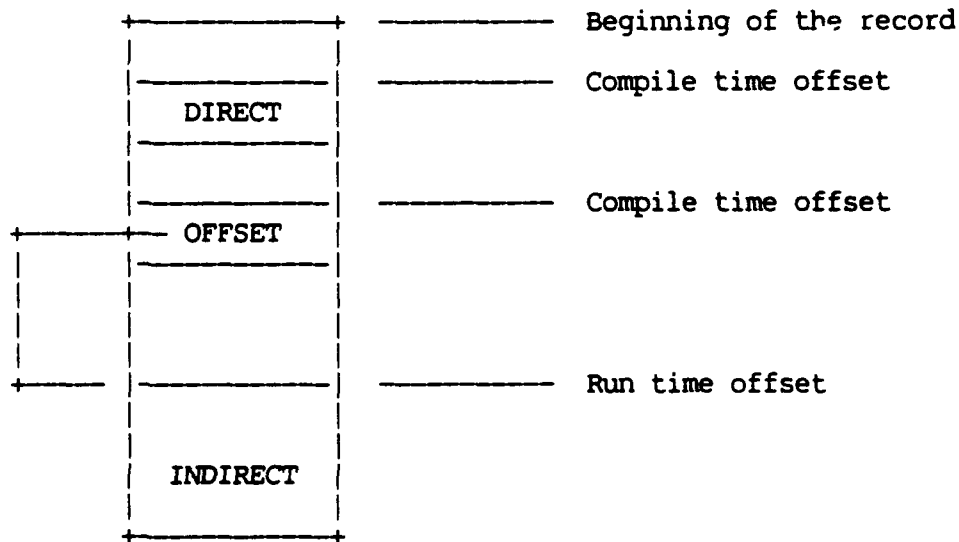 Beginning of the record
Compile time offset
DIRECT
Compile time offset
OFFSET
Run time offset
INDIRECT